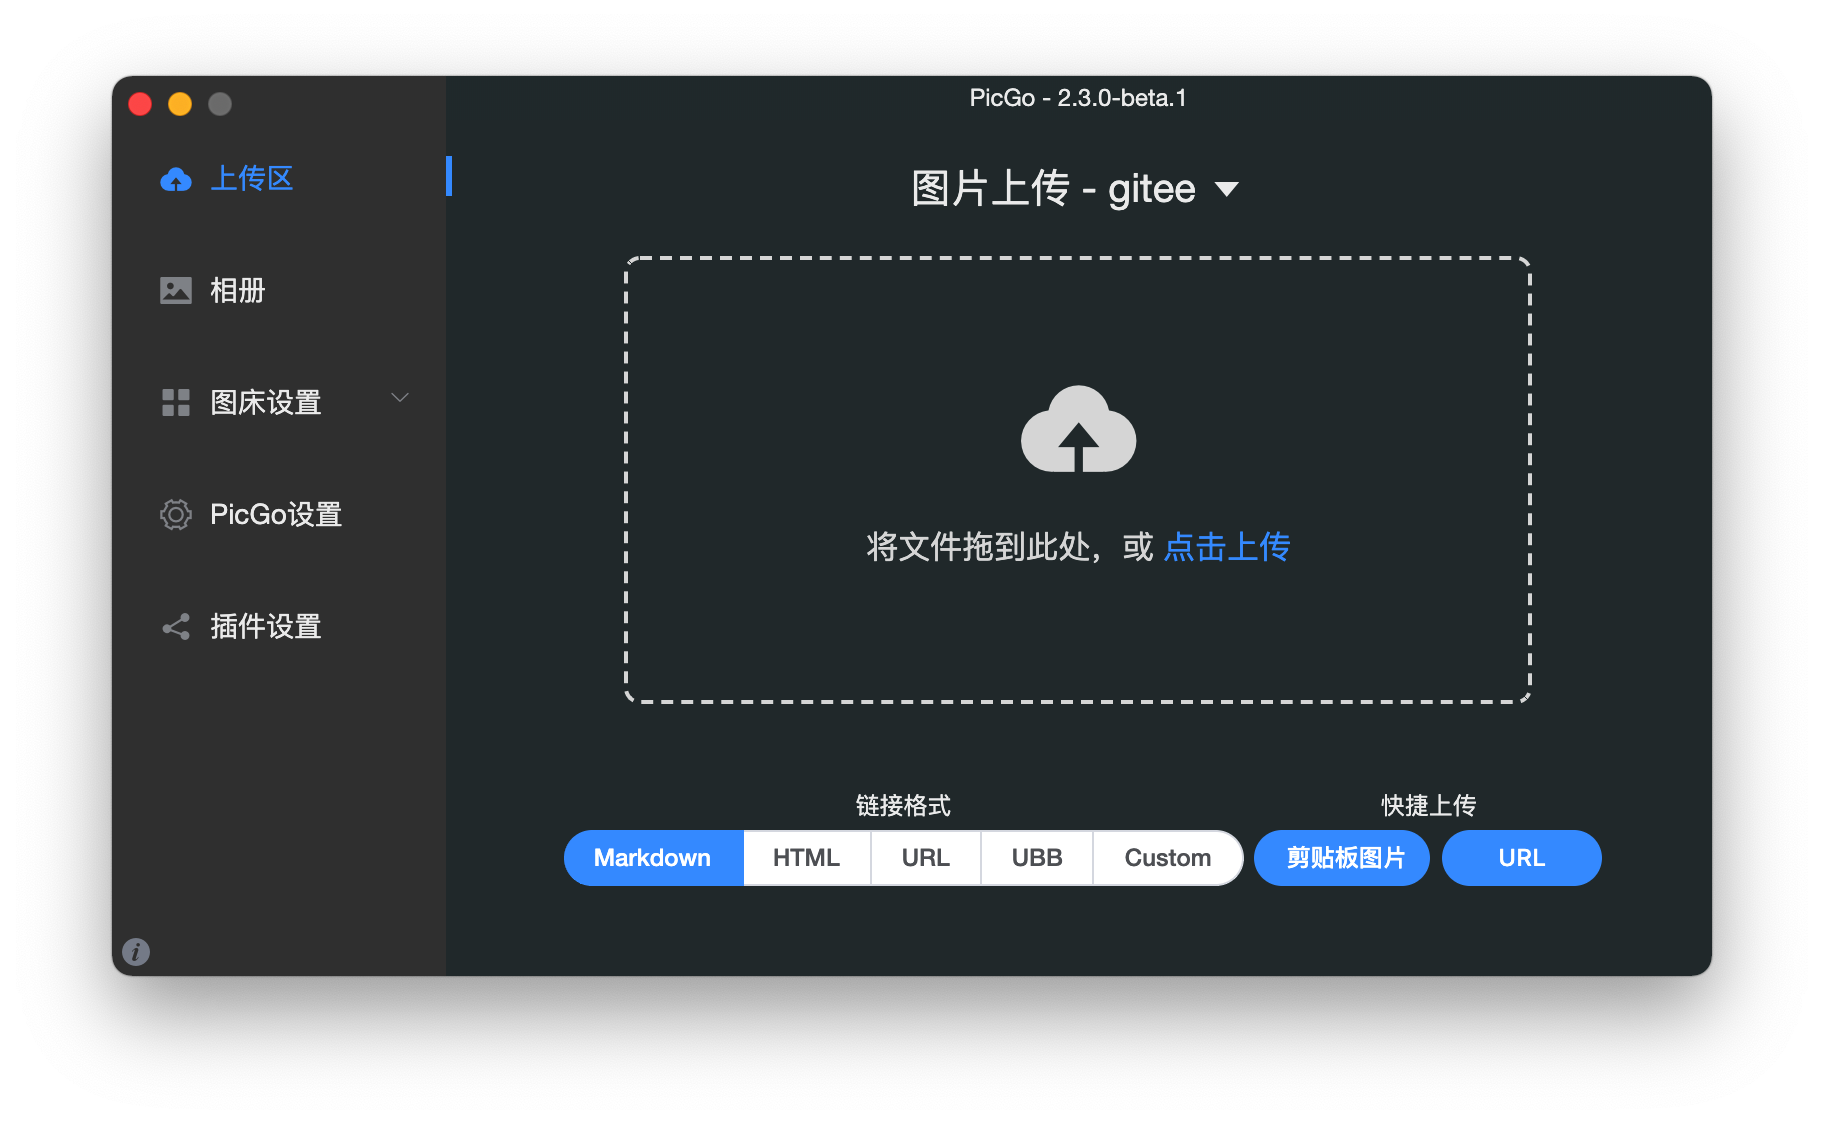 PicGo - 2.3.0-beta.1
上传区
相册
图床设置
PicGo设置
插件设置
图片上传 - gitee
将文件拖到此处，或 点击上传
链接格式
Markdown
HTML
URL
UBB
Custom
快捷上传
剪贴板图片
URL